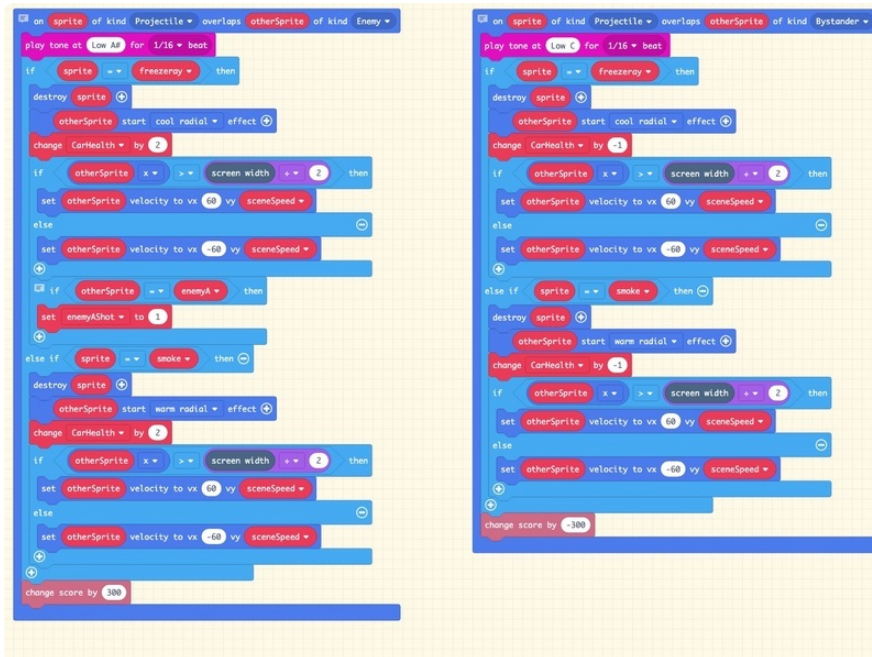 on sprite of kind Projectile overlaps otherSprite of kind Enemy
play tone at Low A# for 1/16 beat
if sprite = freezeray then
destroy sprite
otherSprite start cool radial effect
change CarHealth by 2
if otherSprite x > screen width ÷ 2 then
set otherSprite velocity to vx 60 vy sceneSpeed
else
set otherSprite velocity to vx -60 vy sceneSpeed
if otherSprite = enemyA then
set enemyAShot to 1
else if sprite = smoke then
destroy sprite
otherSprite start warm radial effect
change CarHealth by 2
if otherSprite x > screen width ÷ 2 then
set otherSprite velocity to vx 60 vy sceneSpeed
else
set otherSprite velocity to vx -60 vy sceneSpeed
change score by 300
on sprite of kind Projectile overlaps otherSprite of kind Bystander
play tone at Low C for 1/16 beat
if sprite = freezeray then
destroy sprite
otherSprite start cool radial effect
change CarHealth by -1
if otherSprite x > screen width ÷ 2 then
set otherSprite velocity to vx 60 vy sceneSpeed
else
set otherSprite velocity to vx -60 vy sceneSpeed
else if sprite = smoke then
destroy sprite
otherSprite start warm radial effect
change CarHealth by -1
if otherSprite x > screen width ÷ 2 then
set otherSprite velocity to vx 60 vy sceneSpeed
else
set otherSprite velocity to vx -60 vy sceneSpeed
change score by -300